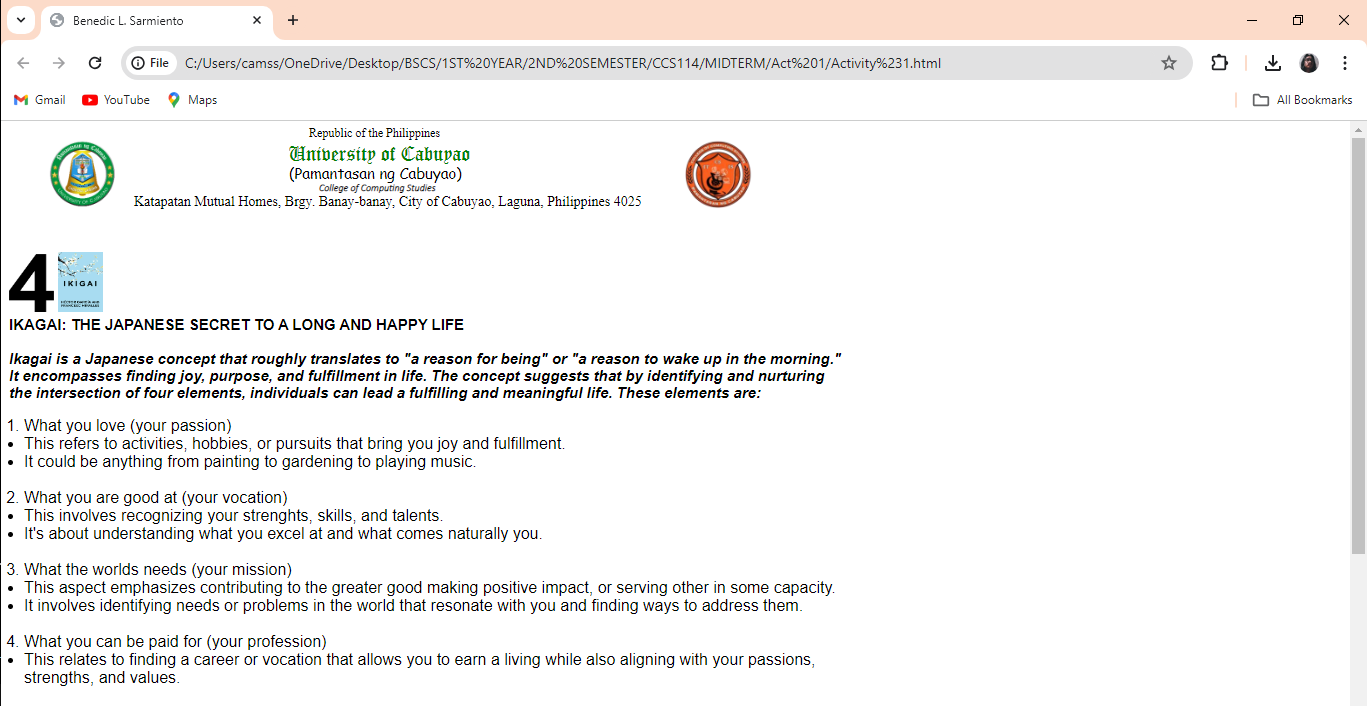 Benedic L. Sarmiento
File
C:/Users/camss/OneDrive/Desktop/BSCS/1ST%20YEAR/2ND%20SEMESTER/CCS114/MIDTERM/Act%201/Activity%231.html
Gmail
YouTube
Maps
All Bookmarks
Republic of the Philippines
University of Cabuyao
(Pamantasan ng Cabuyao)
College of Computing Studies
Katapatan Mutual Homes, Brgy. Banay-banay, City of Cabuyao, Laguna, Philippines 4025
4
IKIGAI
IKAGAI: THE JAPANESE SECRET TO A LONG AND HAPPY LIFE
Ikagai is a Japanese concept that roughly translates to "a reason for being" or "a reason to wake up in the morning."
It encompasses finding joy, purpose, and fulfillment in life. The concept suggests that by identifying and nurturing
the intersection of four elements, individuals can lead a fulfilling and meaningful life. These elements are:
1. What you love (your passion)
• This refers to activities, hobbies, or pursuits that bring you joy and fulfillment.
• It could be anything from painting to gardening to playing music.
2. What you are good at (your vocation)
• This involves recognizing your strenghts, skills, and talents.
• It's about understanding what you excel at and what comes naturally you.
3. What the worlds needs (your mission)
• This aspect emphasizes contributing to the greater good making positive impact, or serving other in some capacity.
• It involves identifying needs or problems in the world that resonate with you and finding ways to address them.
4. What you can be paid for (your profession)
• This relates to finding a career or vocation that allows you to earn a living while also aligning with your passions,
strengths, and values.